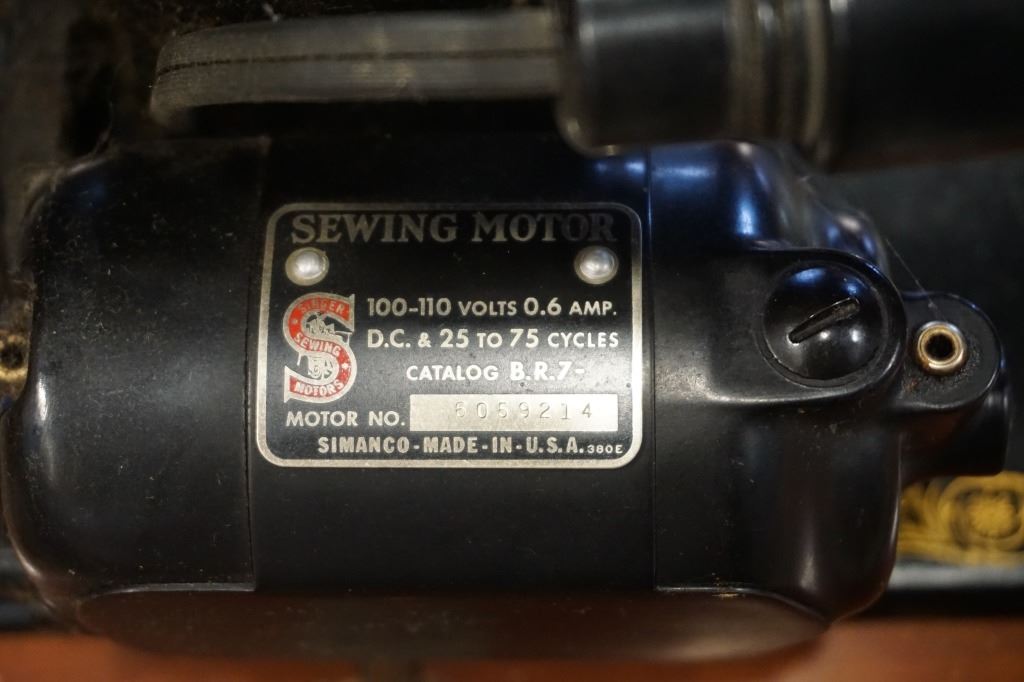 SEWING MOTOR
100-110 VOLTS 0.6 AMP.
SINGER
SEWING
MOTORS
D.C. & 25 TO 75 CYCLES
CATALOG B.R.7-
MOTOR NO. 6059214
SIMANCO-MADE-IN-U.S.A. 380E